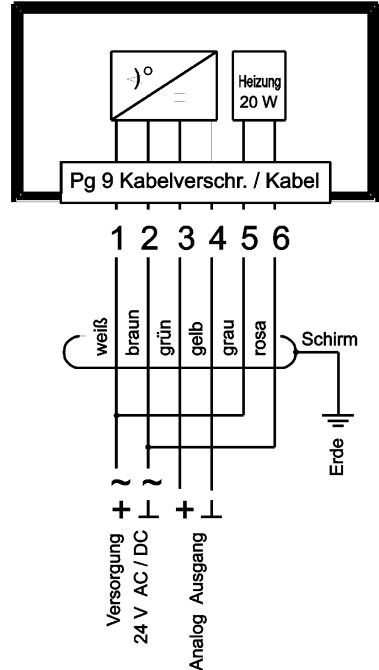 )°
=
Heizung
20 W
Pg 9 Kabelverschr. / Kabel
1 2 3 4 5 6
weiß
braun
grün
gelb
grau
rosa
Schirm
Erde
~ ~
+ ⊥ + ⊥
Versorgung
24 V AC / DC
Analog Ausgang